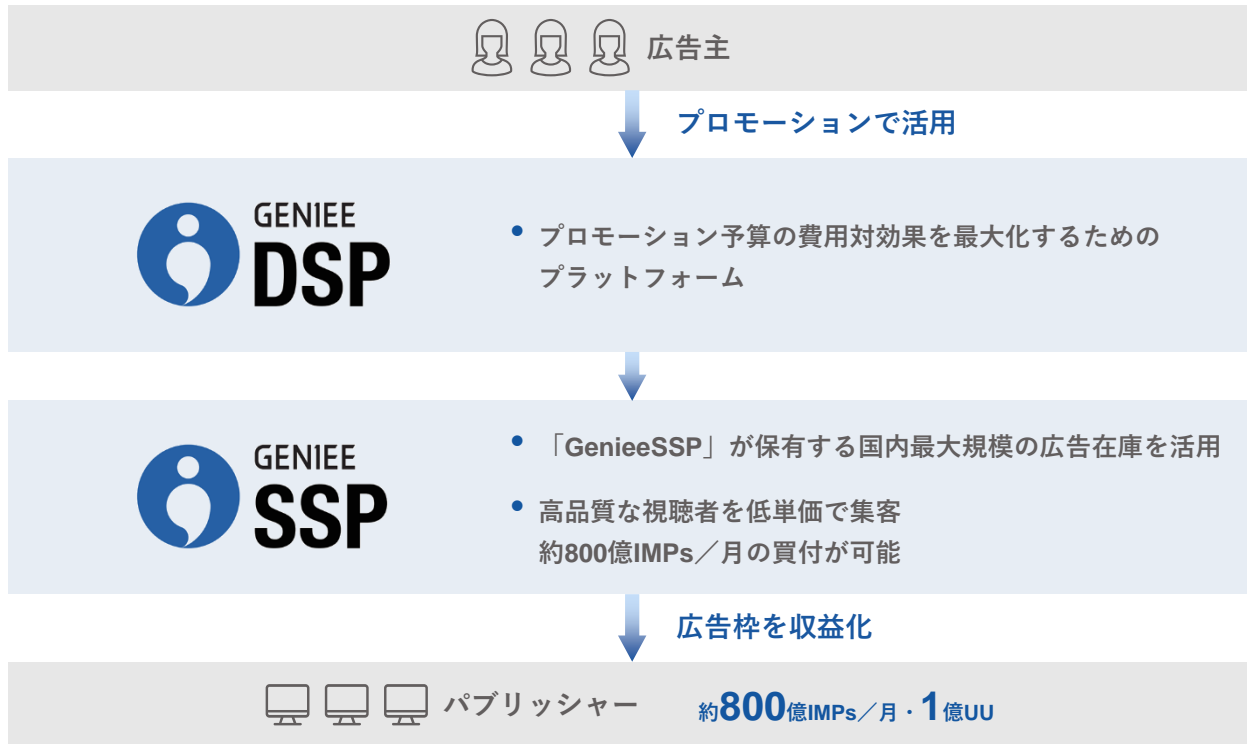 広告主
プロモーションで活用
GENIEE
DSP
• プロモーション予算の費用対効果を最大化するための
プラットフォーム
GENIEE
SSP
• 「GenieeSSP」が保有する国内最大規模の広告在庫を活用
• 高品質な視聴者を低単価で集客
約800億IMPs／月の買付が可能
広告枠を収益化
パブリッシャー 約800億IMPs／月・1億UU